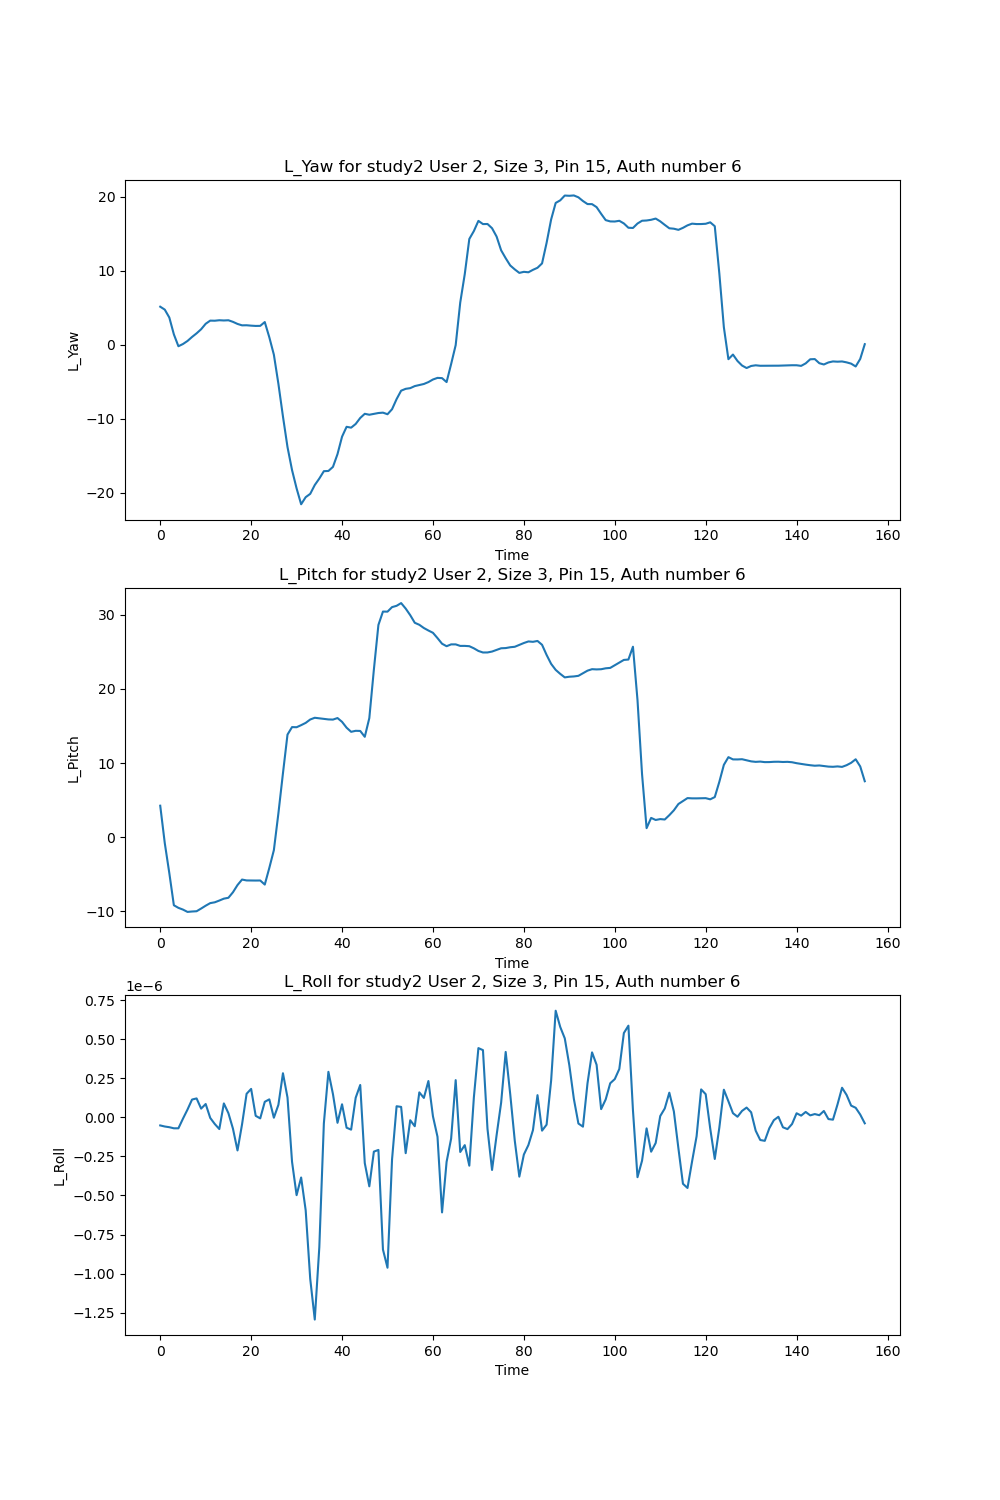 L_Yaw for study2 User 2, Size 3, Pin 15, Auth number 6
20
10
0
−10
−20
L_Yaw
0 20 40 60 80 100 120 140 160
Time
L_Pitch for study2 User 2, Size 3, Pin 15, Auth number 6
30
20
10
0
−10
L_Pitch
0 20 40 60 80 100 120 140 160
Time
L_Roll for study2 User 2, Size 3, Pin 15, Auth number 6
1e−6
0.75
0.50
0.25
0.00
−0.25
−0.50
−0.75
−1.00
−1.25
L_Roll
0 20 40 60 80 100 120 140 160
Time